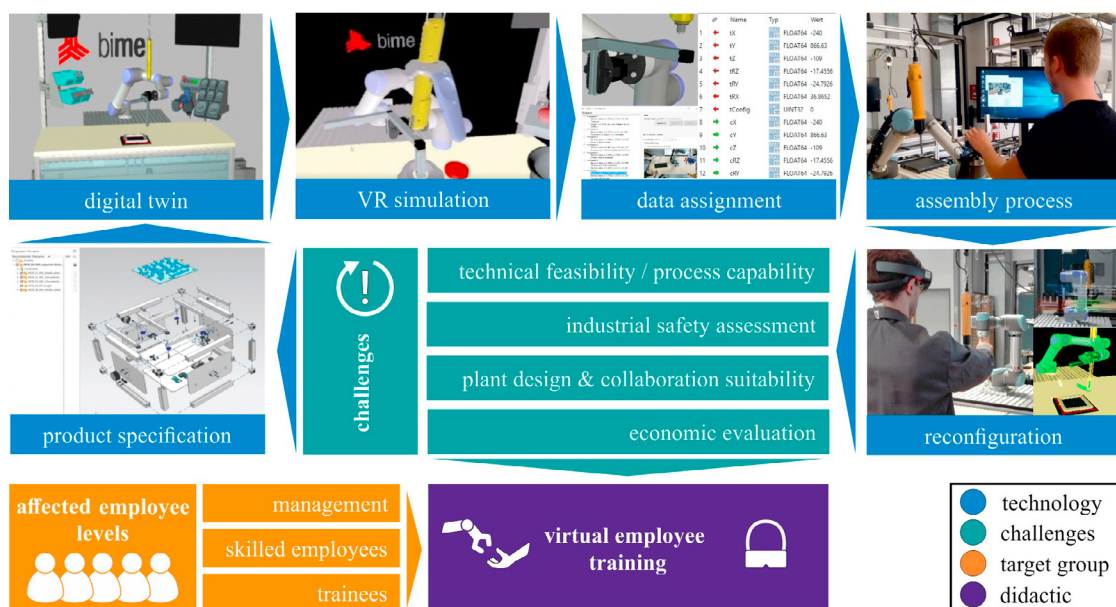 bime
bime
# Name Typ Wert
1 tX FLOAT64 -240
2 tY FLOAT64 866.63
3 tZ FLOAT64 -109
4 tRZ FLOAT64 -17.4556
5 tRY FLOAT64 -24.7926
6 tRX FLOAT64 36.8652
7 tConfig UINT32 0
8 cX FLOAT64 -240
9 cY FLOAT64 866.63
10 cZ FLOAT64 -109
11 cRZ FLOAT64 -17.4556
12 cRY FLOAT64 -24.7926
digital twin
VR simulation
data assignment
assembly process
challenges
technical feasibility / process capability
industrial safety assessment
plant design & collaboration suitability
economic evaluation
product specification
reconfiguration
affected employee
levels
management
skilled employees
trainees
virtual employee
training
technology
challenges
target group
didactic